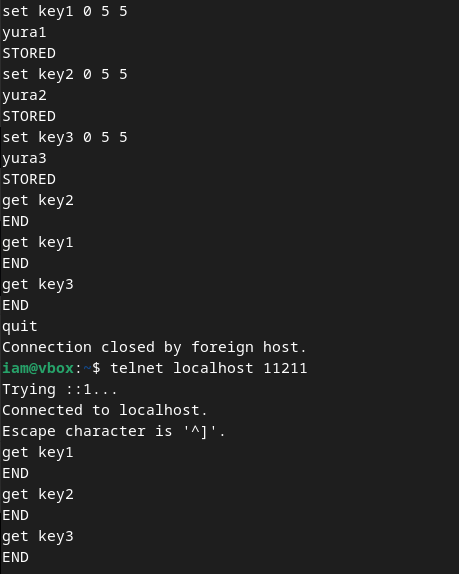 set key1 0 5 5
yura1
STORED
set key2 0 5 5
yura2
STORED
set key3 0 5 5
yura3
STORED
get key2
END
get key1
END
get key3
END
quit
Connection closed by foreign host.
iam@vbox:~$ telnet localhost 11211
Trying ::1...
Connected to localhost.
Escape character is '^]'.
get key1
END
get key2
END
get key3
END